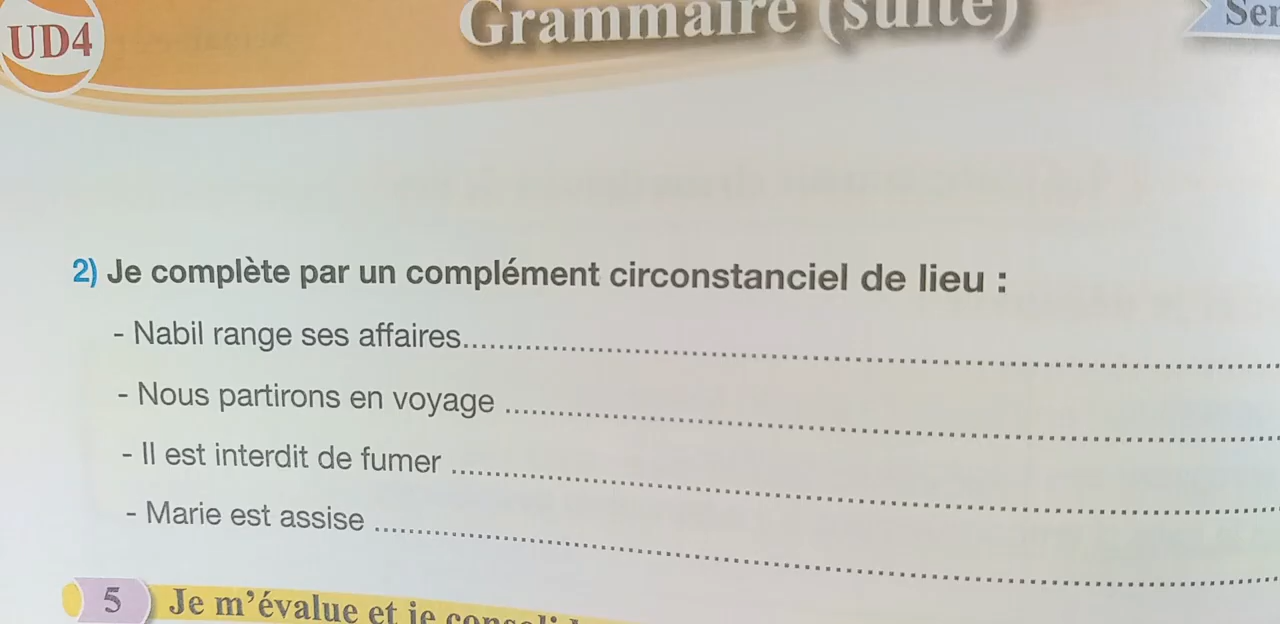 UD4
Grammaire (suite)
2) Je complète par un complément circonstanciel de lieu :
- Nabil range ses affaires...........................................................................
- Nous partirons en voyage ...........................................................................
- Il est interdit de fumer ...........................................................................
- Marie est assise ...........................................................................
5 Je m'évalue et je